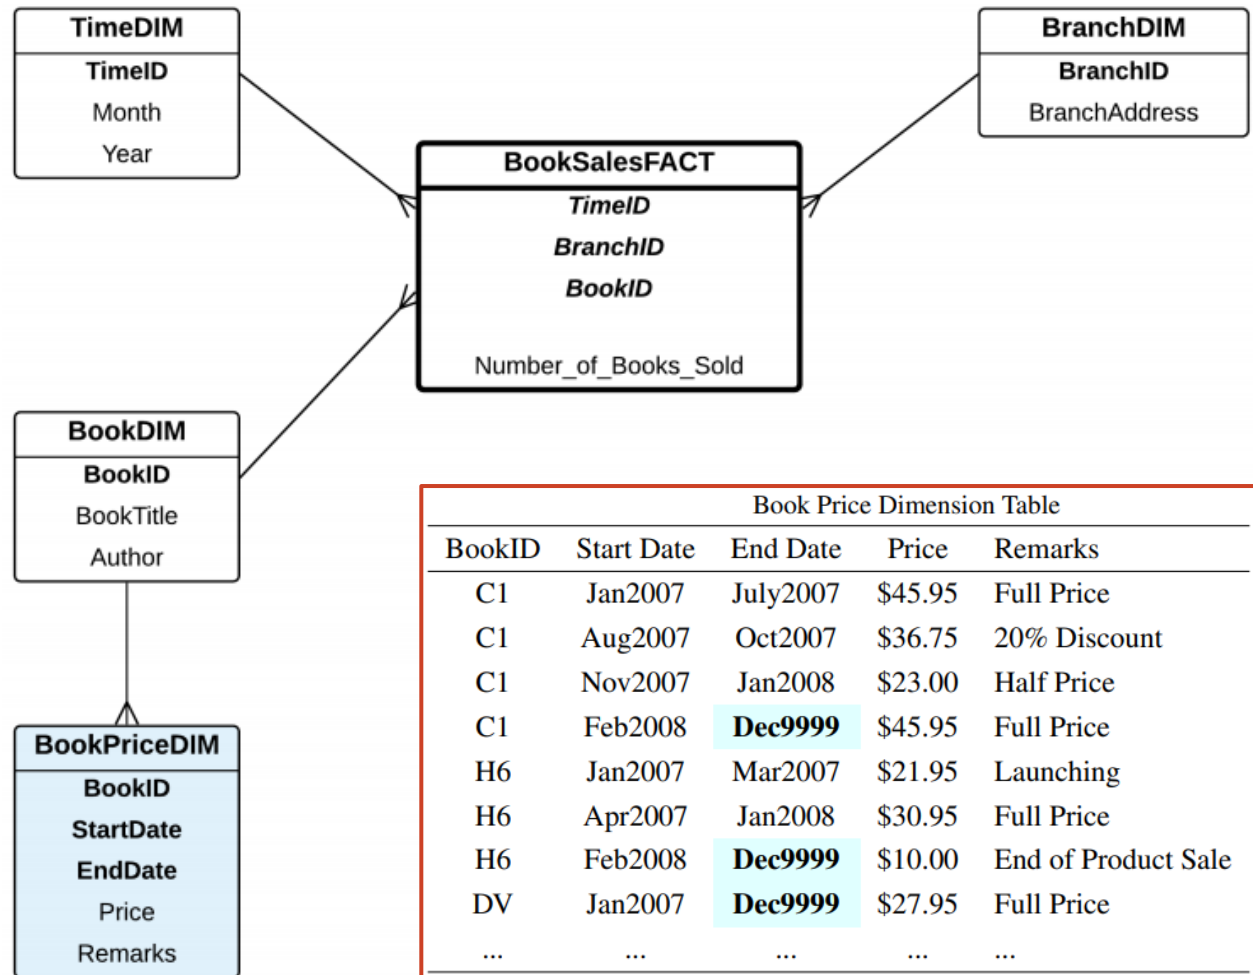 TimeDIM
TimeID
Month
Year
BranchDIM
BranchID
BranchAddress
BookSalesFACT
TimeID
BranchID
BookID
Number_of_Books_Sold
BookDIM
BookID
BookTitle
Author
BookPriceDIM
BookID
StartDate
EndDate
Price
Remarks
Book Price Dimension Table
BookID Start Date End Date Price Remarks
C1 Jan2007 July2007 $45.95 Full Price
C1 Aug2007 Oct2007 $36.75 20% Discount
C1 Nov2007 Jan2008 $23.00 Half Price
C1 Feb2008 Dec9999 $45.95 Full Price
H6 Jan2007 Mar2007 $21.95 Launching
H6 Apr2007 Jan2008 $30.95 Full Price
H6 Feb2008 Dec9999 $10.00 End of Product Sale
DV Jan2007 Dec9999 $27.95 Full Price
... ... ... ... ...